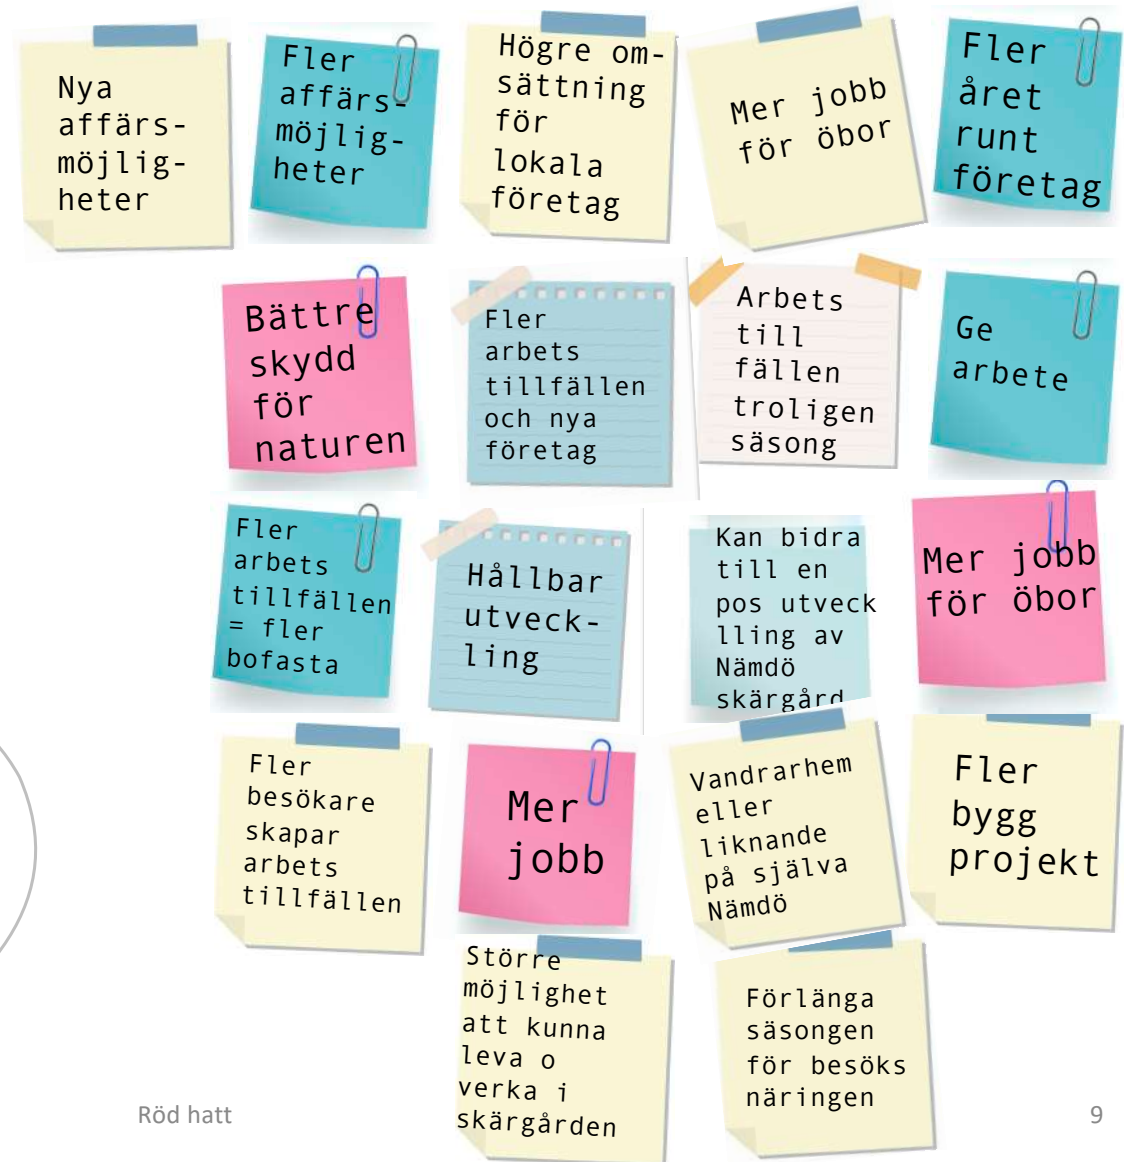 Nya
affärs-
möjlig-
heter
Fler
affärs-
möjlig-
heter
Högre om-
sättning
för
lokala
företag
Mer jobb
för öbor
Fler
året
runt
företag
Bättre
skydd
för
naturen
Fler
arbets
tillfällen
och nya
företag
Arbets
till
fällen
troligen
säsong
Ge
arbete
Fler
arbets
tillfällen
= fler
bofasta
Hållbar
utveck-
ling
Kan bidra
till en
pos utveck
lling av
Nämdö
skärgård
Mer jobb
för öbor
Fler
besökare
skapar
arbets
tillfällen
Mer
jobb
Vandrarhem
eller
liknande
på själva
Nämdö
Fler
bygg
projekt
Större
möjlighet
att kunna
leva o
verka i
skärgården
Förlänga
säsongen
för besöks
näringen
Röd hatt
9